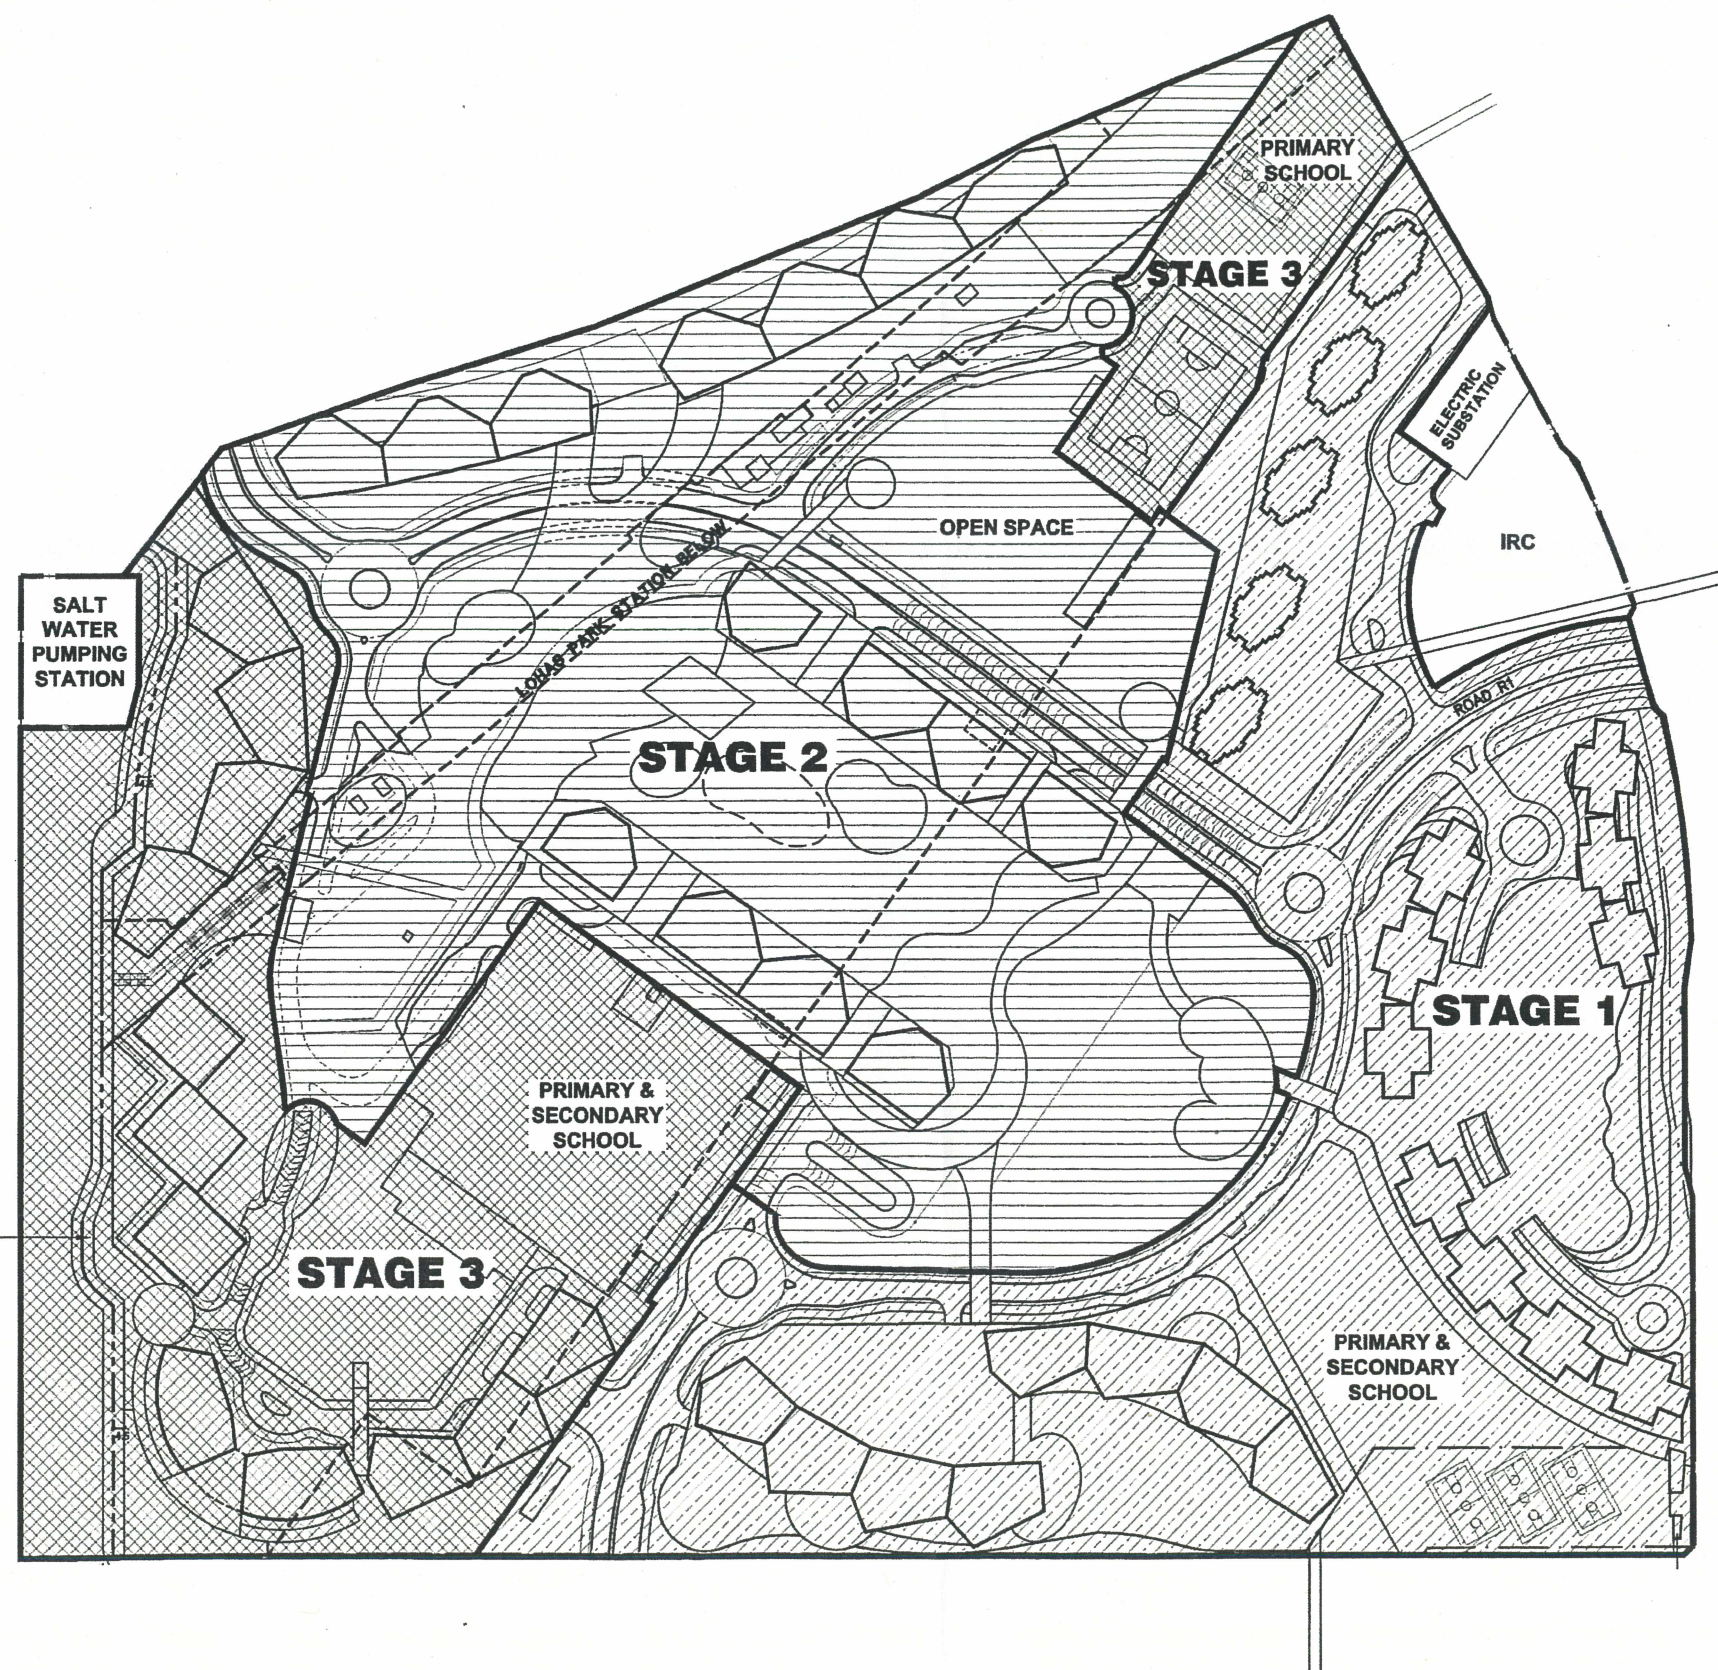 PRIMARY
SCHOOL
STAGE 3
ELECTRIC
SUBSTATION
OPEN SPACE
IRC
LOHAS PARK STATION BELOW
SALT
WATER
PUMPING
STATION
ROAD R1
STAGE 2
STAGE 1
PRIMARY &
SECONDARY
SCHOOL
STAGE 3
PRIMARY &
SECONDARY
SCHOOL